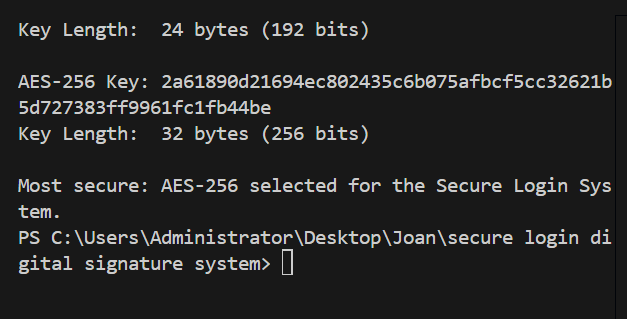 Key Length:  24 bytes (192 bits)
AES-256 Key: 2a61890d21694ec802435c6b075afbcf5cc32621b
5d727383ff9961fc1fb44be
Key Length:  32 bytes (256 bits)
Most secure: AES-256 selected for the Secure Login Sys
tem.
PS C:\Users\Administrator\Desktop\Joan\secure login di
gital signature system>